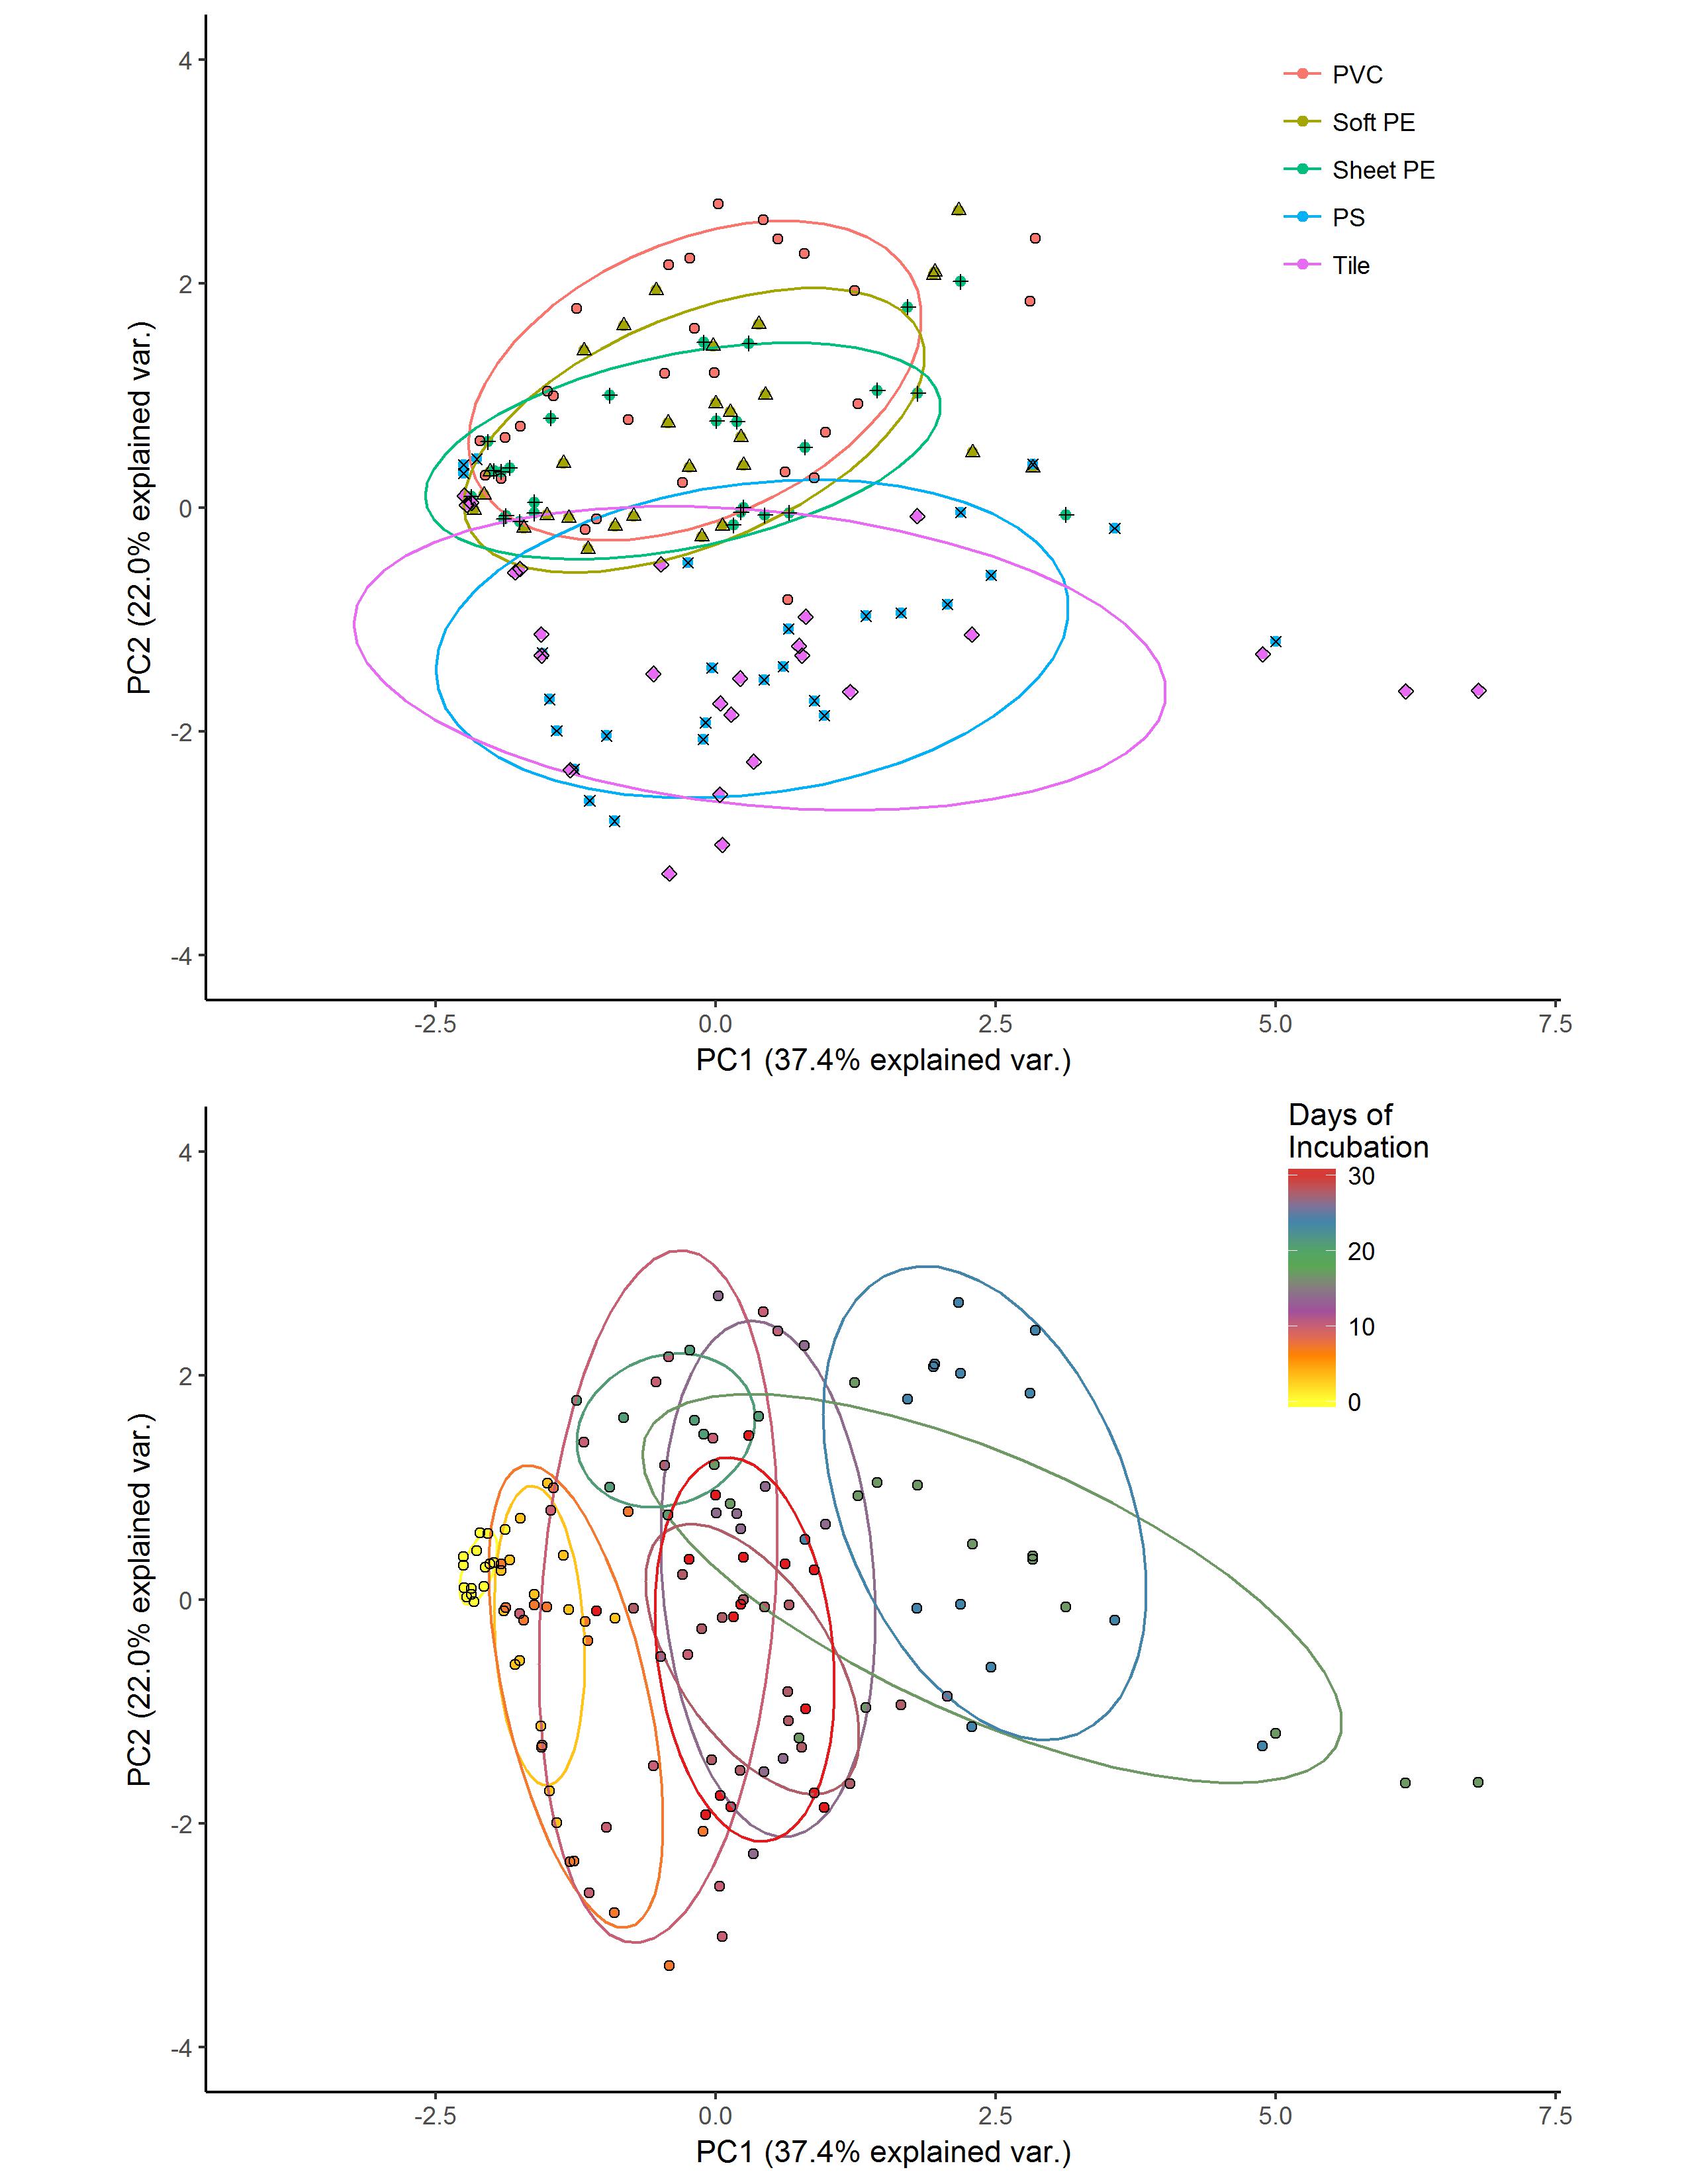 4
2
0
-2
-4
PC2 (22.0% explained var.)
PVC
Soft PE
Sheet PE
PS
Tile
-2.5 0.0 2.5 5.0 7.5
PC1 (37.4% explained var.)
Days of
Incubation
30
20
10
0
4
2
0
-2
-4
PC2 (22.0% explained var.)
-2.5 0.0 2.5 5.0 7.5
PC1 (37.4% explained var.)